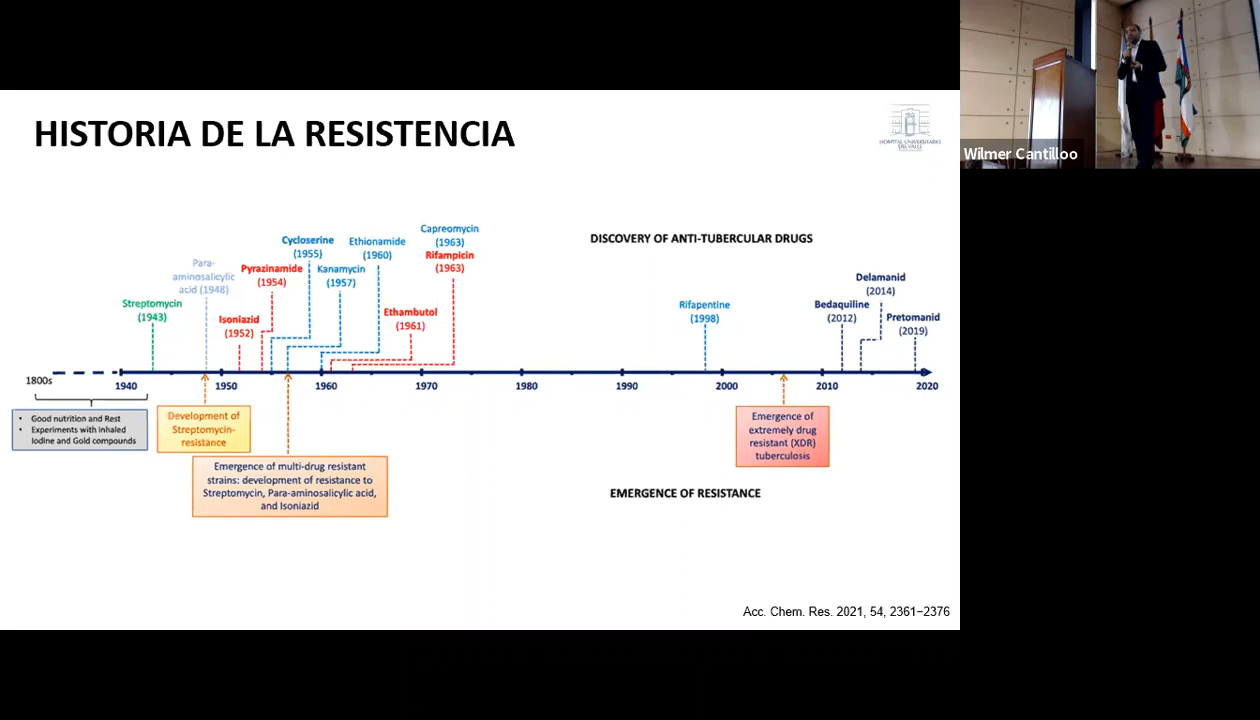 HISTORIA DE LA RESISTENCIA
HOSPITAL UNIVERSITARIO
DEL VALLE
Wilmer Cantilloo
DISCOVERY OF ANTI-TUBERCULAR DRUGS
Streptomycin
(1943)
Para-
aminosalicylic
acid (1948)
Isoniazid
(1952)
Pyrazinamide
(1954)
Cycloserine
(1955)
Kanamycin
(1957)
Ethionamide
(1960)
Ethambutol
(1961)
Capreomycin
(1963)
Rifampicin
(1963)
Rifapentine
(1998)
Bedaquiline
(2012)
Delamanid
(2014)
Pretomanid
(2019)
1800s
1940
1950
1960
1970
1980
1990
2000
2010
2020
• Good nutrition and Rest
• Experiments with inhaled
Iodine and Gold compounds
Development of
Streptomycin-
resistance
Emergence of multi-drug resistant
strains: development of resistance to
Streptomycin, Para-aminosalicylic acid,
and Isoniazid
Emergence of
extremely drug
resistant (XDR)
tuberculosis
EMERGENCE OF RESISTANCE
Acc. Chem. Res. 2021, 54, 2361−2376